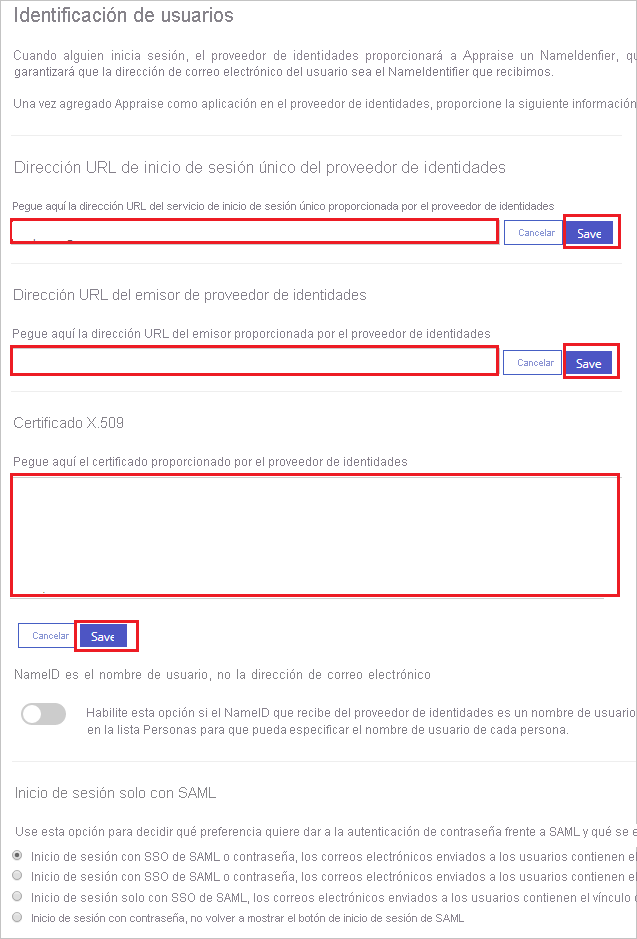 Identificación de usuarios
Cuando alguien inicia sesión, el proveedor de identidades proporcionará a Appraise un NameIdenfier,
garantizará que la dirección de correo electrónico del usuario sea el NameIdentifier que recibimos.
Una vez agregado Appraise como aplicación en el proveedor de identidades, proporcione la siguiente información
Dirección URL de inicio de sesión único del proveedor de identidades
Pegue aquí la dirección URL del servicio de inicio de sesión único proporcionada por el proveedor de identidades
Cancelar Save
Dirección URL del emisor de proveedor de identidades
Pegue aquí la dirección URL del emisor proporcionada por el proveedor de identidades
Cancelar Save
Certificado X.509
Pegue aquí el certificado proporcionado por el proveedor de identidades
Cancelar Save
NameID es el nombre de usuario, no la dirección de correo electrónico
Habilite esta opción si el NameID que recibe del proveedor de identidades es un nombre de usuario
en la lista Personas para que pueda especificar el nombre de usuario de cada persona.
Inicio de sesión solo con SAML
Use esta opción para decidir qué preferencia quiere dar a la autenticación de contraseña frente a SAML y qué se
Inicio de sesión con SSO de SAML o contraseña, los correos electrónicos enviados a los usuarios contienen
Inicio de sesión con SSO de SAML o contraseña, los correos electrónicos enviados a los usuarios contienen
Inicio de sesión solo con SSO de SAML, los correos electrónicos enviados a los usuarios contienen el vínculo
Inicio de sesión con contraseña, no volver a mostrar el botón de inicio de sesión de SAML